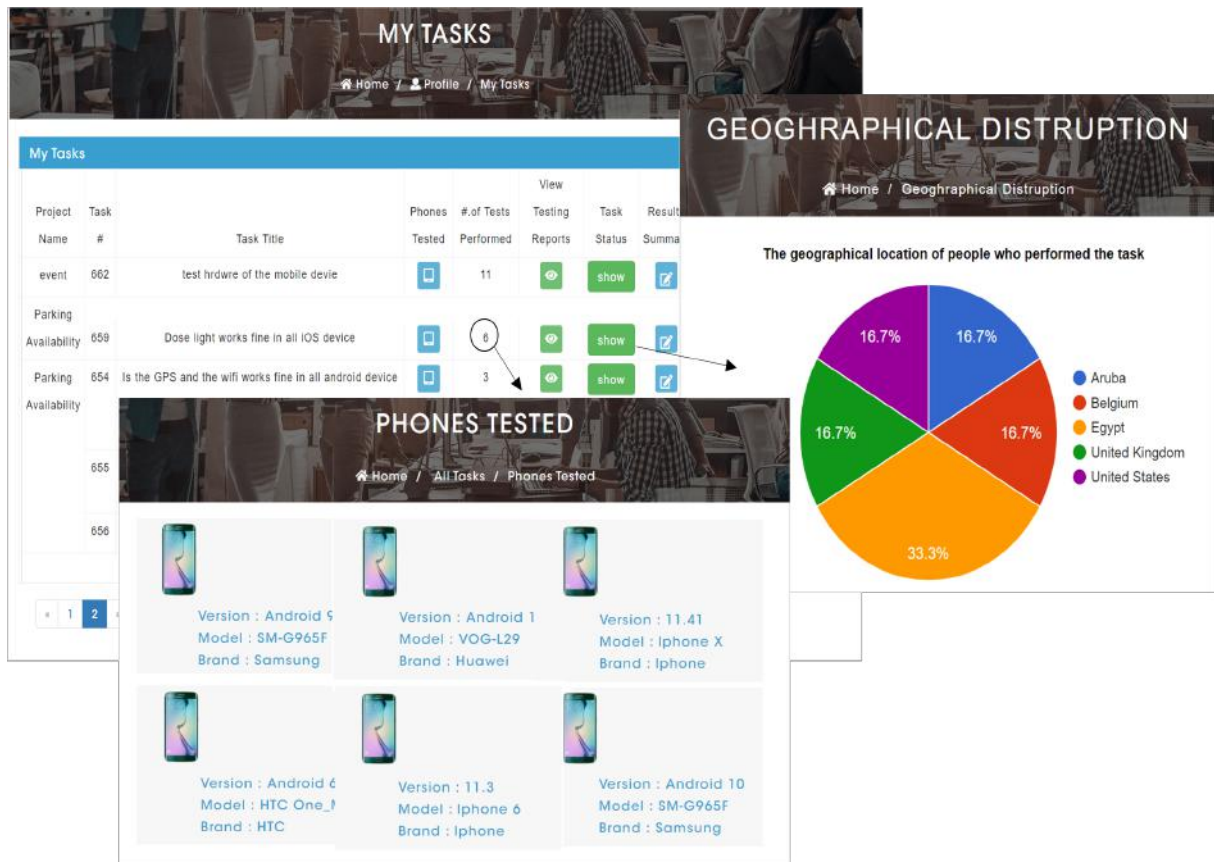 MY TASKS
Home / Profile / My Tasks
My Tasks
Project Name Task # Task Title Phones Tested #.of Tests Performed View Testing Reports Task Status Result Summa
event 662 test hrdwre of the mobile devie 11 show
Parking Availability 659 Dose light works fine in all IOS device 6 show
Parking Availability 654 Is the GPS and the wifi works fine in all android device 3 show
655
656
« 1 2
GEOGHRAPHICAL DISTRUPTION
Home / Geoghraphical Distruption
The geographical location of people who performed the task
16.7% 16.7%
16.7% 16.7%
33.3%
Aruba
Belgium
Egypt
United Kingdom
United States
PHONES TESTED
Home / All Tasks / Phones Tested
Version : Android 9
Model : SM-G965F
Brand : Samsung
Version : Android 1
Model : VOG-L29
Brand : Huawei
Version : 11.41
Model : Iphone X
Brand : Iphone
Version : Android 6
Model : HTC One_M
Brand : HTC
Version : 11.3
Model : Iphone 6
Brand : Iphone
Version : Android 10
Model : SM-G965F
Brand : Samsung